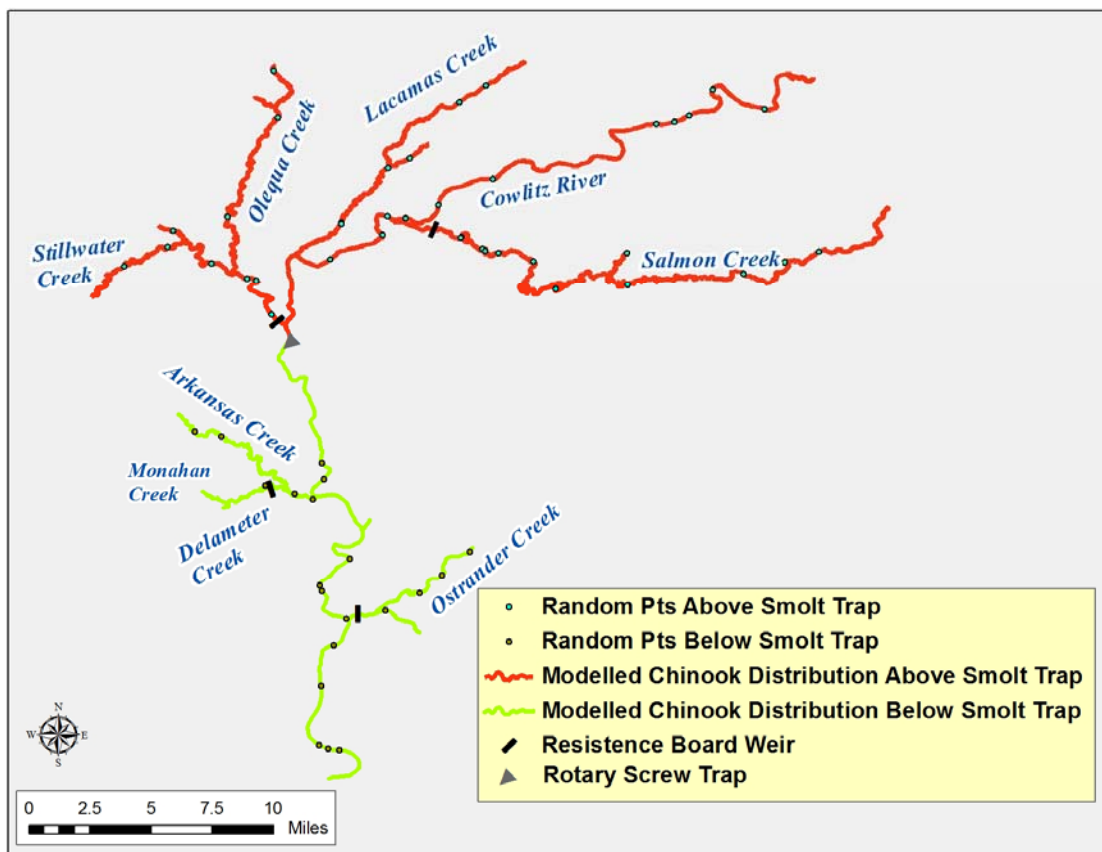 Lacamas Creek
Olequa Creek
Cowlitz River
Stillwater
Creek
Salmon Creek
Arkansas Creek
Monahan
Creek
Delameter
Creek
Ostrander Creek
Random Pts Above Smolt Trap
Random Pts Below Smolt Trap
Modelled Chinook Distribution Above Smolt Trap
Modelled Chinook Distribution Below Smolt Trap
Resistence Board Weir
Rotary Screw Trap
N
W E
S
0 2.5 5 7.5 10
Miles